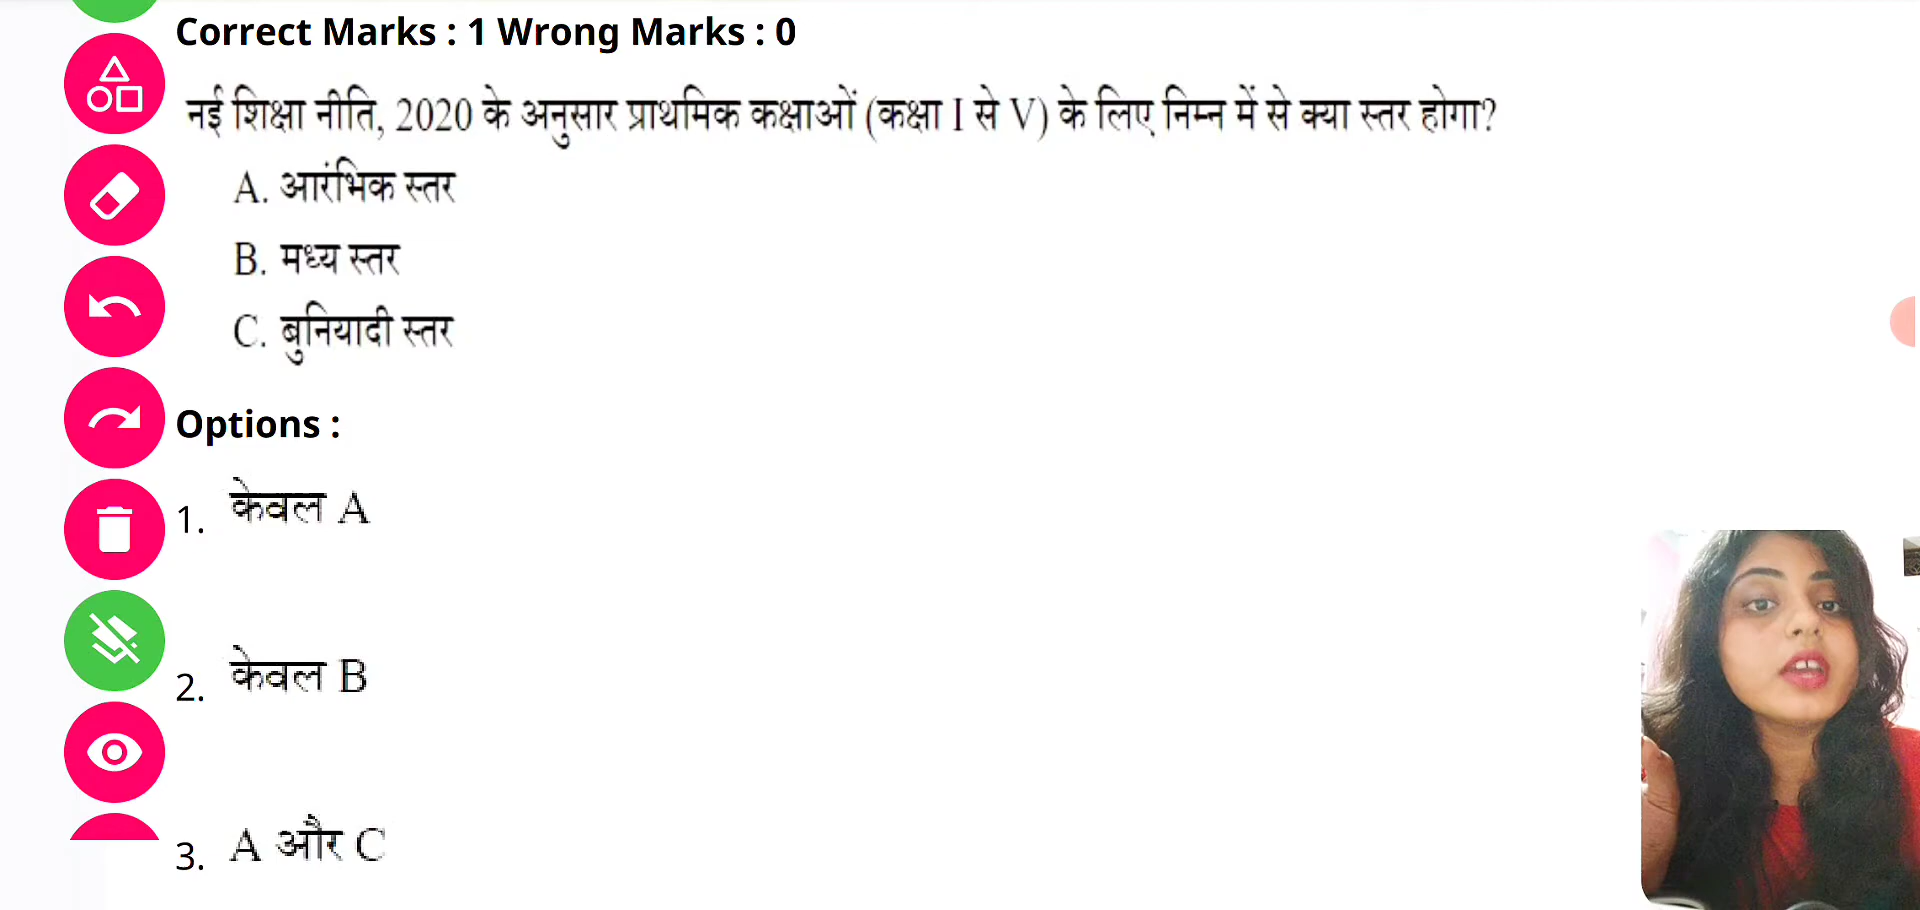 Correct Marks : 1 Wrong Marks : 0
नई शिक्षा नीति, 2020 के अनुसार प्राथमिक कक्षाओं (कक्षा I से V) के लिए निम्न में से क्या स्तर होगा?
A. आरंभिक स्तर
B. मध्य स्तर
C. बुनियादी स्तर
Options :
1. केवल A
2. केवल B
3. A और C